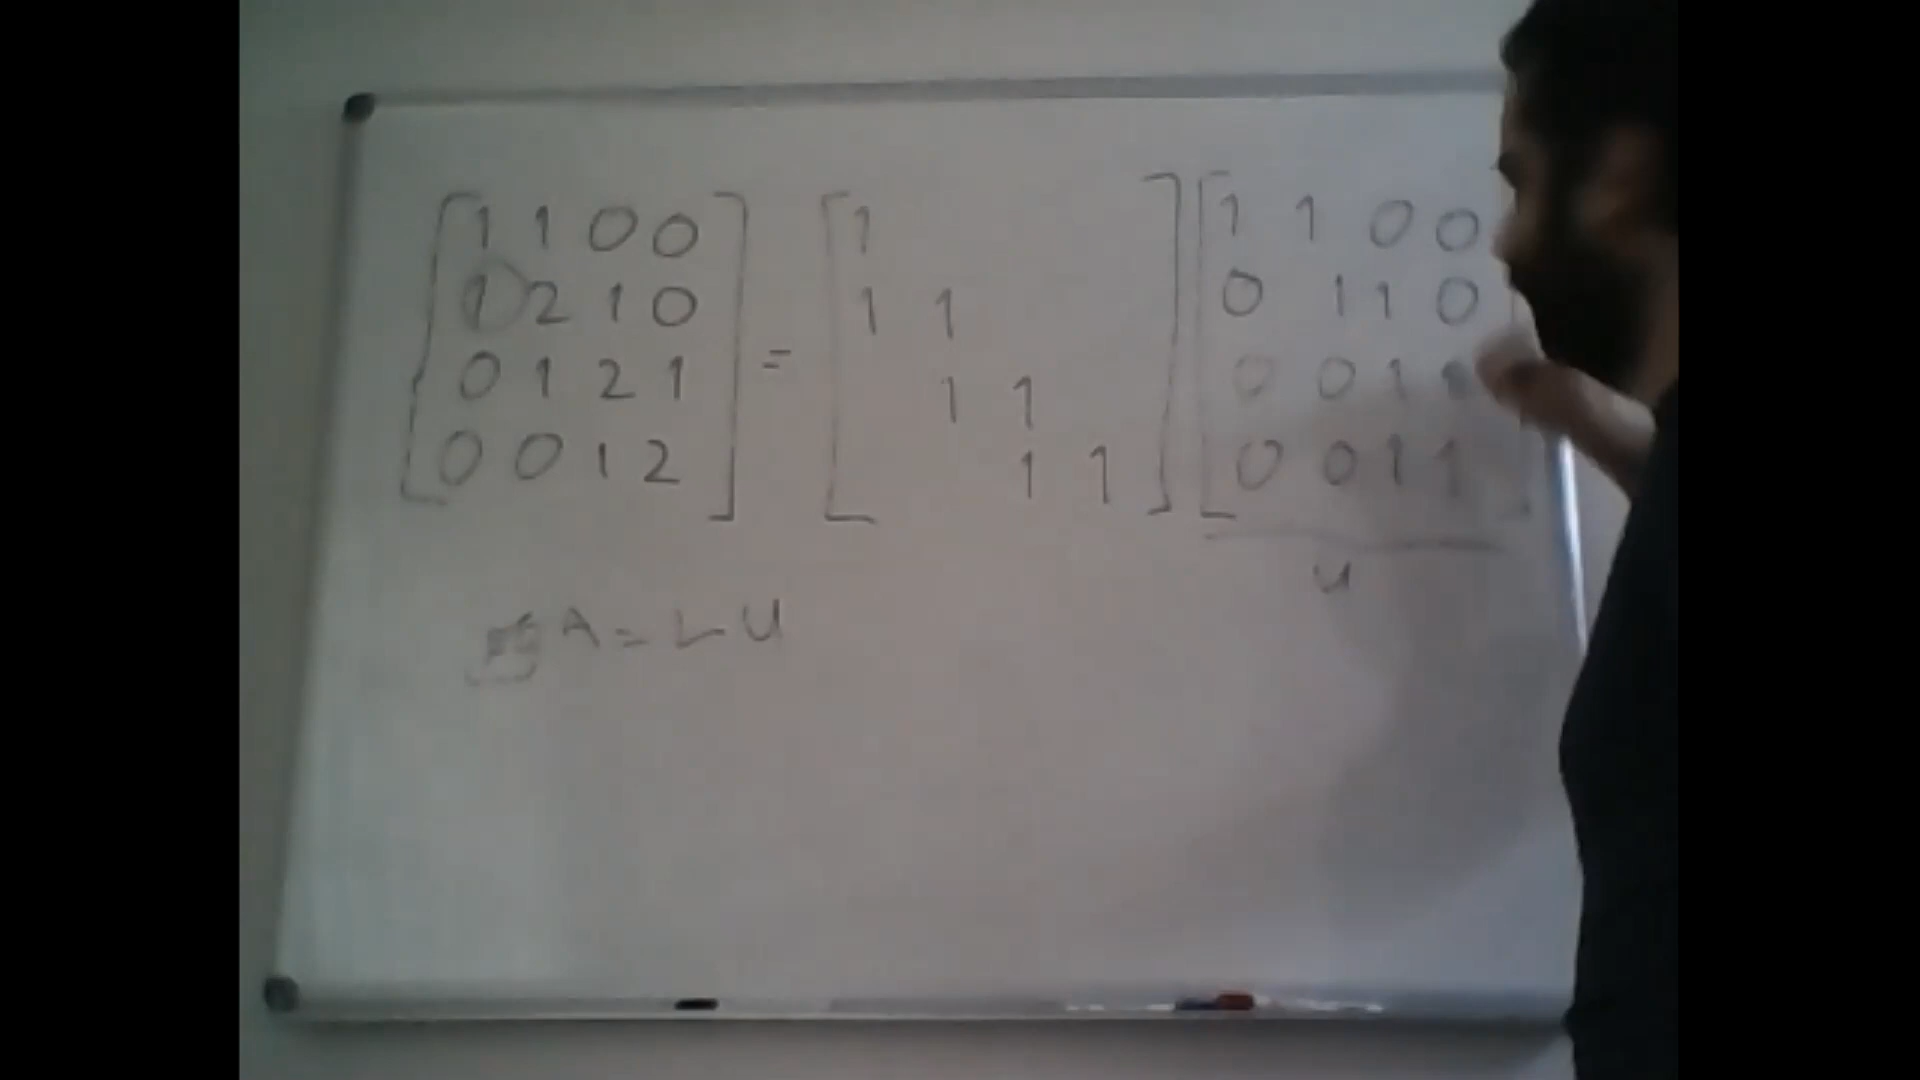 [1 1 0 0] = [1 ] [1 1 0 0
[1 2 1 0] [1 1 ] [0 1 1 0
[0 1 2 1] [ 1 1 ] [0 0 1
[0 0 1 2] [ 1 1] [0 0 1 1]
U
A = L U